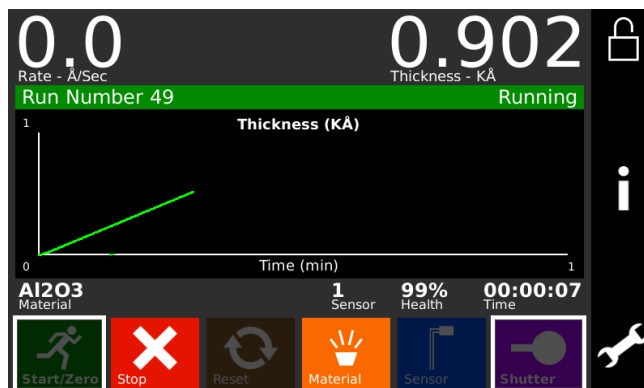 0.0
0.902
Rate - Å/Sec
Thickness - KÅ
Run Number 49
Running
1
Thickness (KÅ)
0
Time (min)
1
Al2O3
1
99%
00:00:07
Material
Sensor
Health
Time
Start/Zero
Stop
Reset
Material
Sensor
Shutter
i